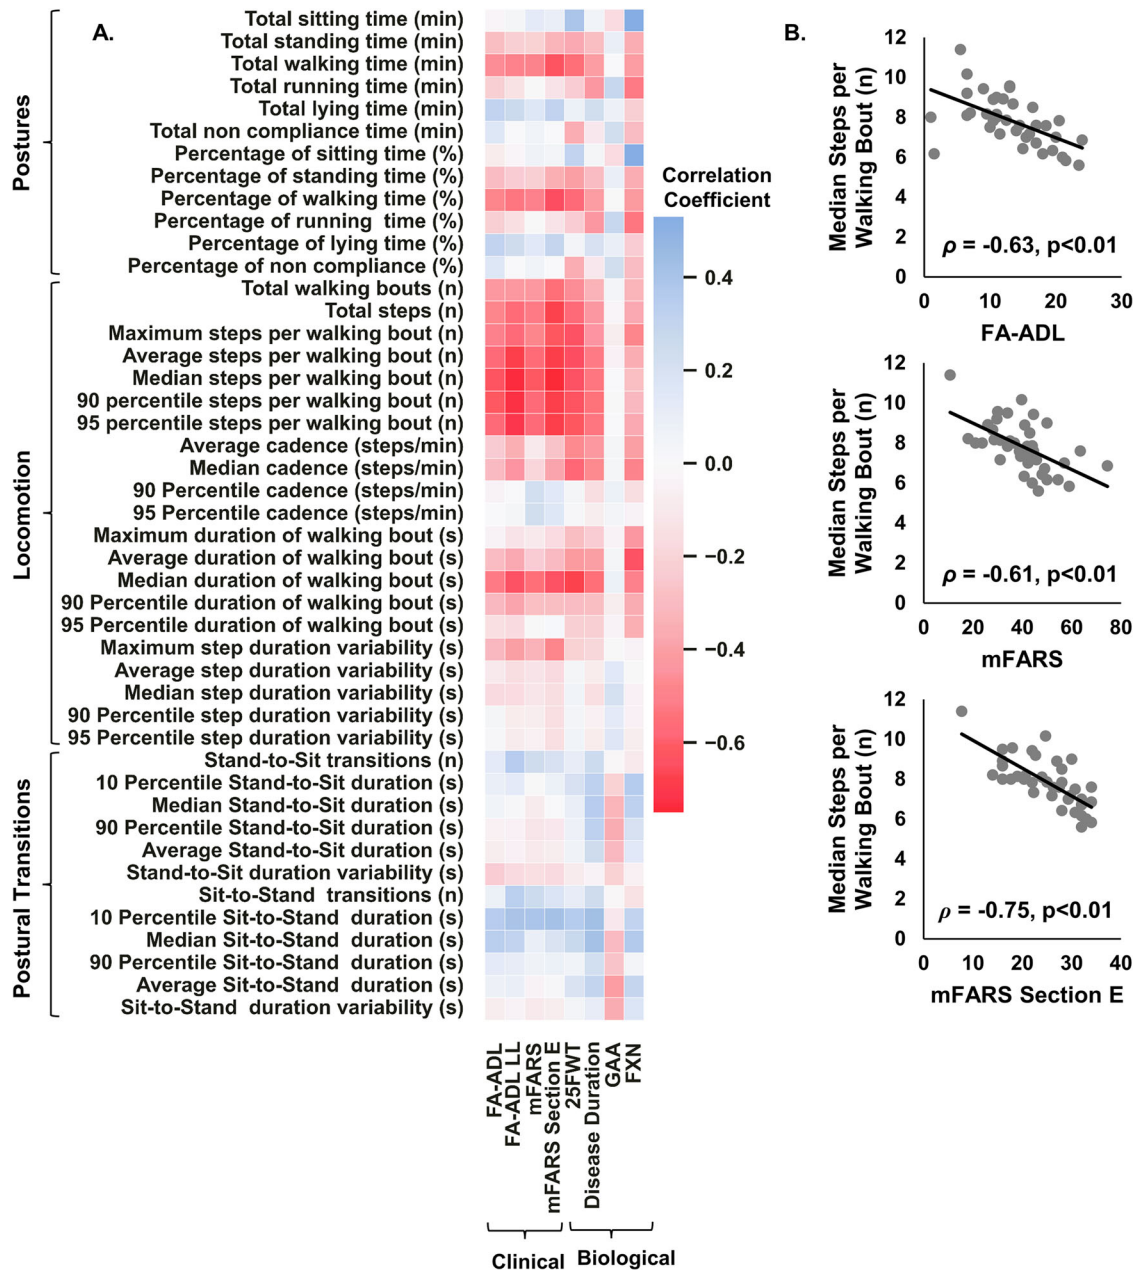 A.
Postures
Total sitting time (min)
Total standing time (min)
Total walking time (min)
Total running time (min)
Total lying time (min)
Total non compliance time (min)
Percentage of sitting time (%)
Percentage of standing time (%)
Percentage of walking time (%)
Percentage of running time (%)
Percentage of lying time (%)
Percentage of non compliance (%)
Locomotion
Total walking bouts (n)
Total steps (n)
Maximum steps per walking bout (n)
Average steps per walking bout (n)
Median steps per walking bout (n)
90 percentile steps per walking bout (n)
95 percentile steps per walking bout (n)
Average cadence (steps/min)
Median cadence (steps/min)
90 Percentile cadence (steps/min)
95 Percentile cadence (steps/min)
Maximum duration of walking bout (s)
Average duration of walking bout (s)
Median duration of walking bout (s)
90 Percentile duration of walking bout (s)
95 Percentile duration of walking bout (s)
Maximum step duration variability (s)
Average step duration variability (s)
Median step duration variability (s)
90 Percentile step duration variability (s)
95 Percentile step duration variability (s)
Postural Transitions
Stand-to-Sit transitions (n)
10 Percentile Stand-to-Sit duration (s)
Median Stand-to-Sit duration (s)
90 Percentile Stand-to-Sit duration (s)
Average Stand-to-Sit duration (s)
Stand-to-Sit duration variability (s)
Sit-to-Stand transitions (n)
10 Percentile Sit-to-Stand duration (s)
Median Sit-to-Stand duration (s)
90 Percentile Sit-to-Stand duration (s)
Average Sit-to-Stand duration (s)
Sit-to-Stand duration variability (s)
FA-ADL
FA-ADL LL
mFARS
mFARS Section E
25FWT
Disease Duration
GAA
FXN
Clinical
Biological
Correlation
Coefficient
0.4
0.2
0.0
−0.2
−0.4
−0.6
B.
Median Steps per
Walking Bout (n)
12
10
8
6
4
2
0
ρ = -0.63, p<0.01
0 10 20 30
FA-ADL
Median Steps per
Walking Bout (n)
12
10
8
6
4
2
0
ρ = -0.61, p<0.01
0 20 40 60 80
mFARS
Median Steps per
Walking Bout (n)
12
10
8
6
4
2
0
ρ = -0.75, p<0.01
0 10 20 30 40
mFARS Section E